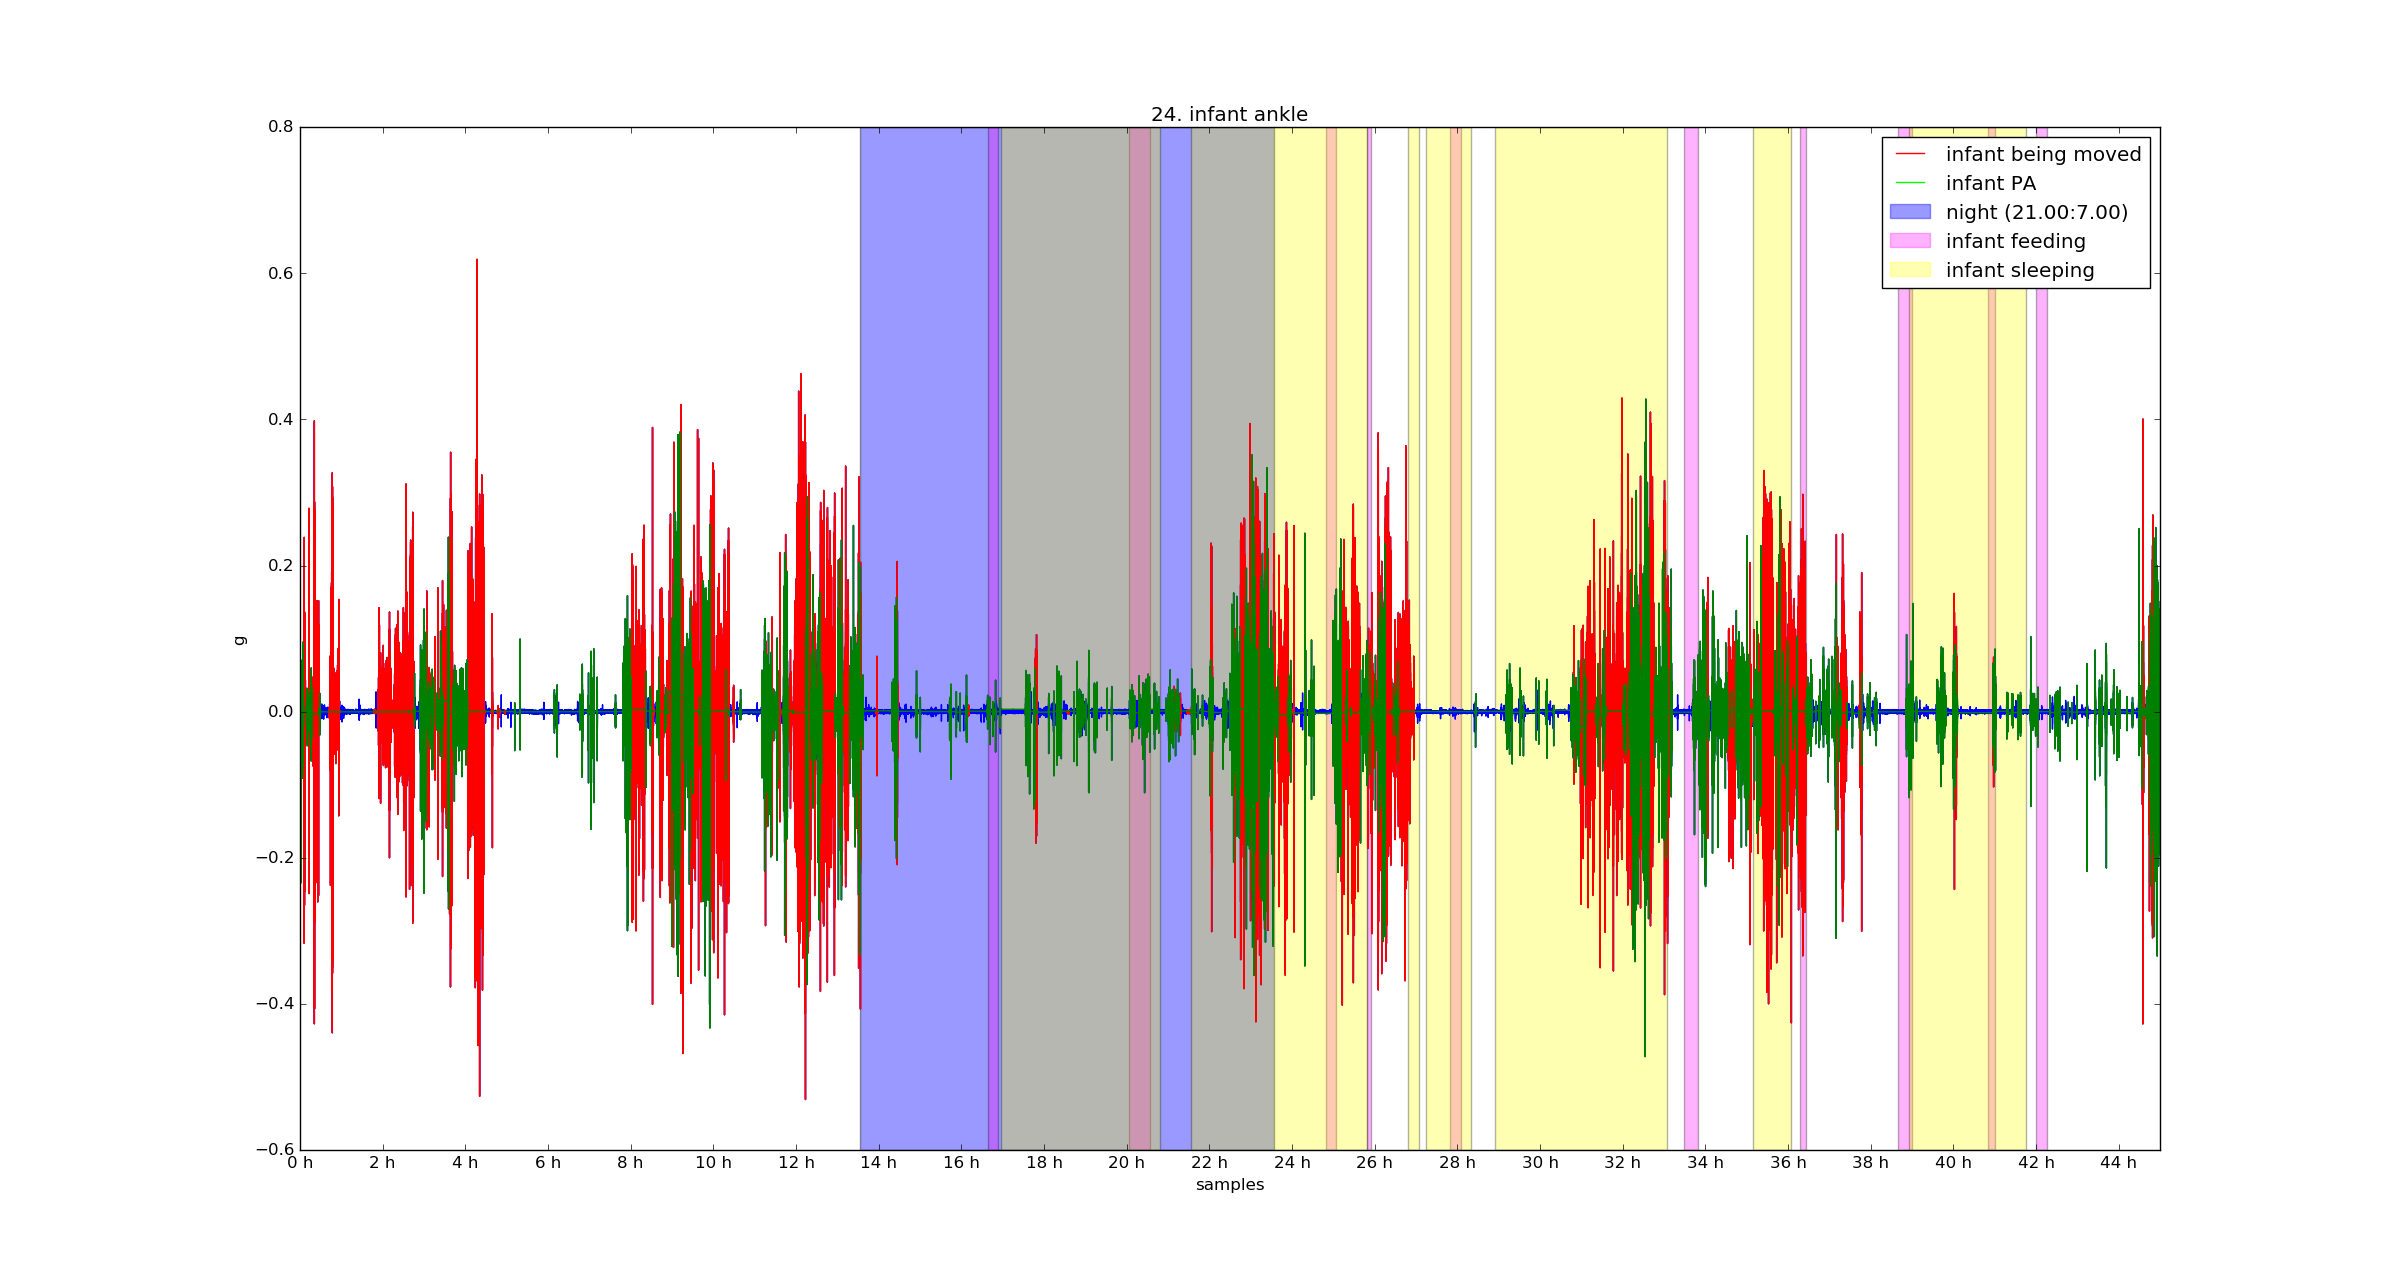 24. infant ankle
0.8
0.6
0.4
0.2
0.0
−0.2
−0.4
−0.6
g
0 h 2 h 4 h 6 h 8 h 10 h 12 h 14 h 16 h 18 h 20 h 22 h 24 h 26 h 28 h 30 h 32 h 34 h 36 h 38 h 40 h 42 h 44 h
samples
infant being moved
infant PA
night (21.00:7.00)
infant feeding
infant sleeping